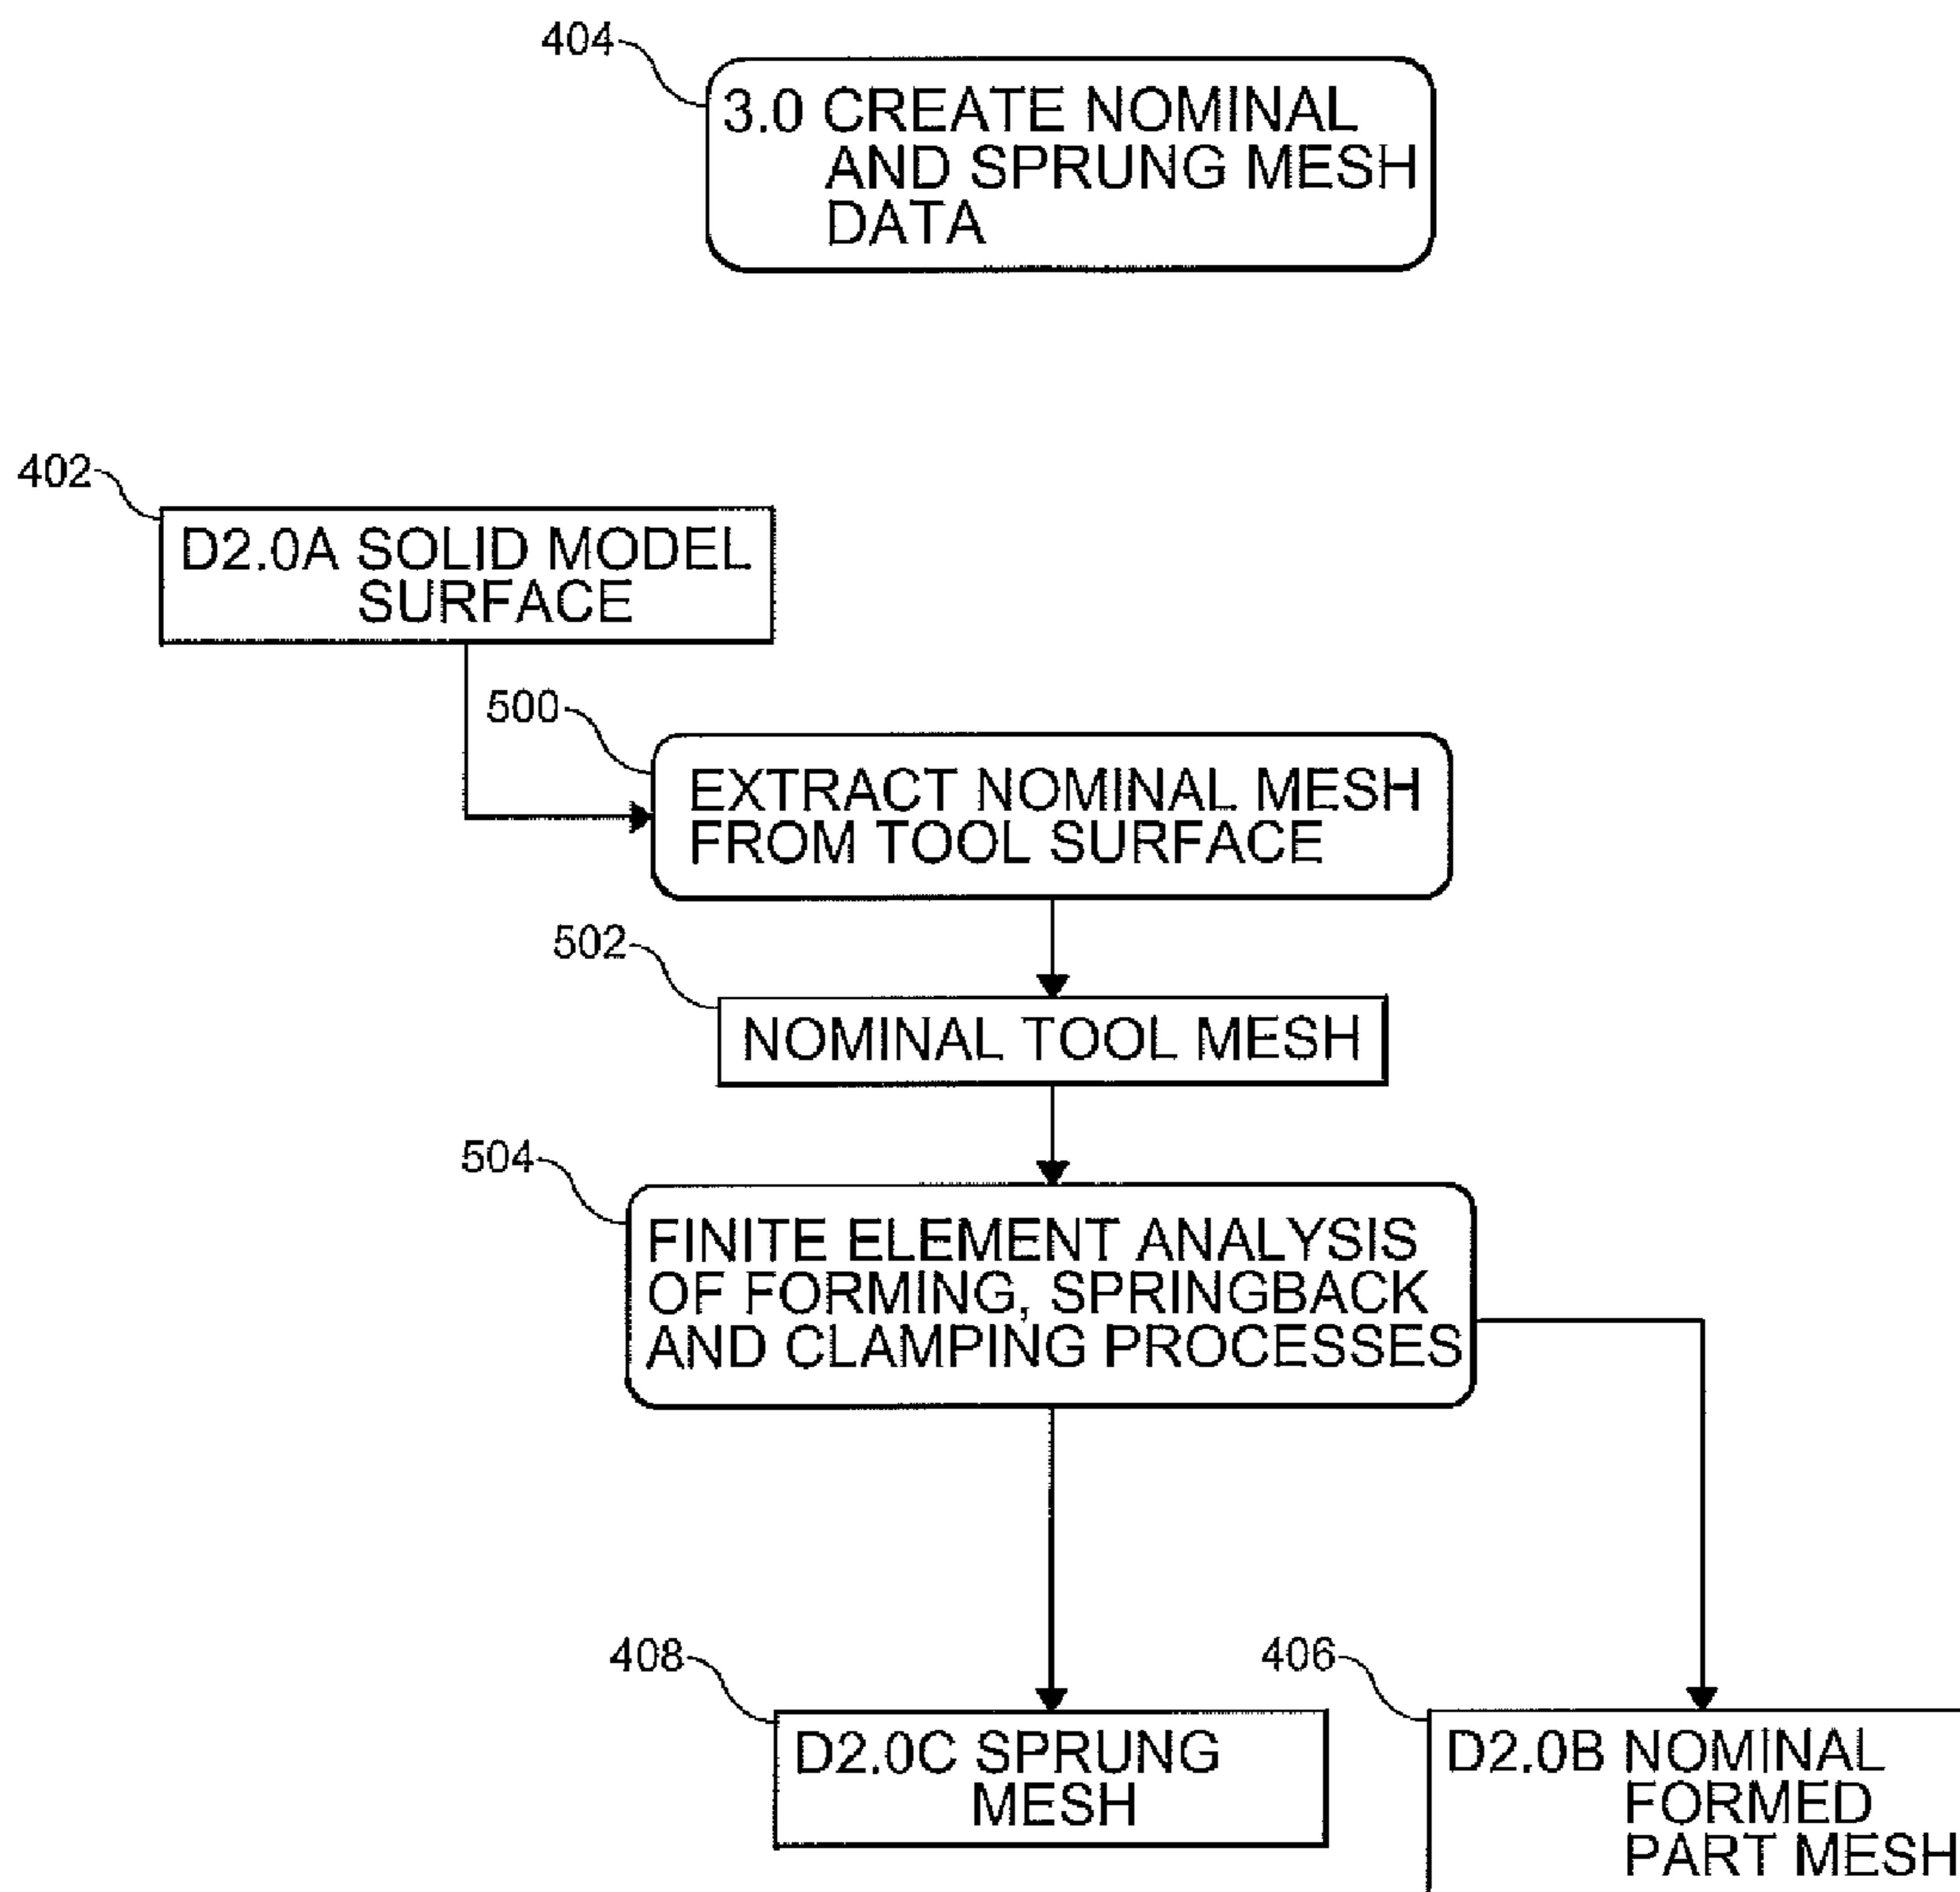 404
3.0 CREATE NOMINAL
AND SPRUNG MESH
DATA
402
D2.0A SOLID MODEL
SURFACE
500
EXTRACT NOMINAL MESH
FROM TOOL SURFACE
502
NOMINAL TOOL MESH
504
FINITE ELEMENT ANALYSIS
OF FORMING, SPRINGBACK
AND CLAMPING PROCESSES
408
D2.0C SPRUNG
MESH
406
D2.0B NOMINAL
FORMED
PART MESH